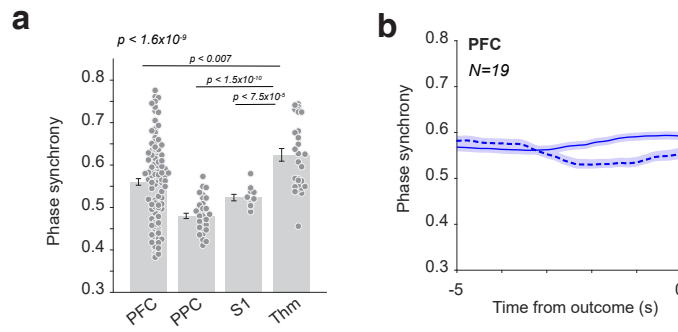 a
p < 1.6x10-9
p < 0.007
p < 1.5x10-10
p < 7.5x10-5
Phase synchrony
0.8
0.7
0.6
0.5
0.4
0.3
PFC
PPC
S1
Thm
b
PFC
N=19
Phase synchrony
0.8
0.7
0.6
0.5
0.4
0.3
-5
0
Time from outcome (s)